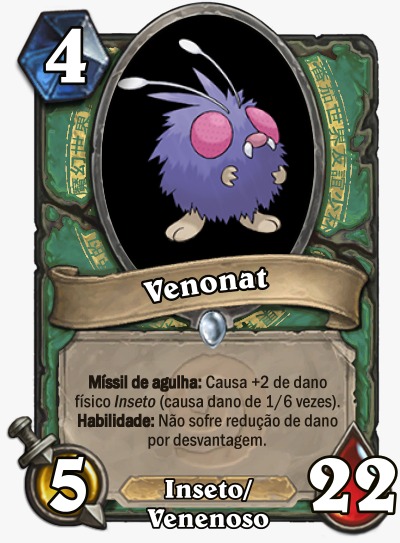 4
Venonat
Míssil de agulha: Causa +2 de dano
físico Inseto (causa dano de 1/6 vezes).
Habilidade: Não sofre redução de dano
por desvantagem.
5
Inseto/
Venenoso
22